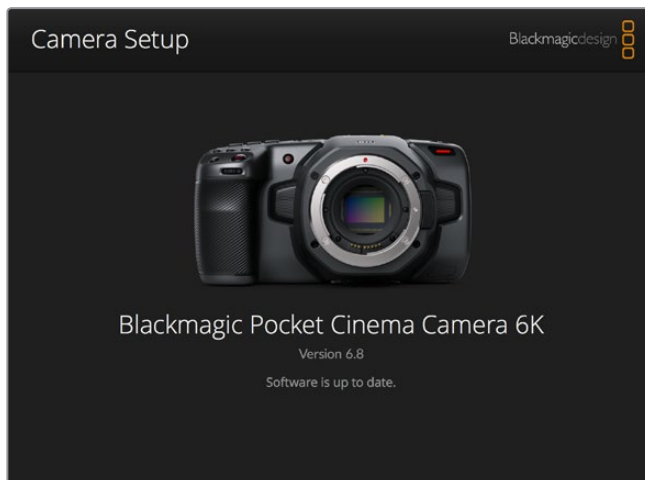 Camera Setup
Blackmagicdesign
Blackmagic Pocket Cinema Camera 6K
Version 6.8
Software is up to date.